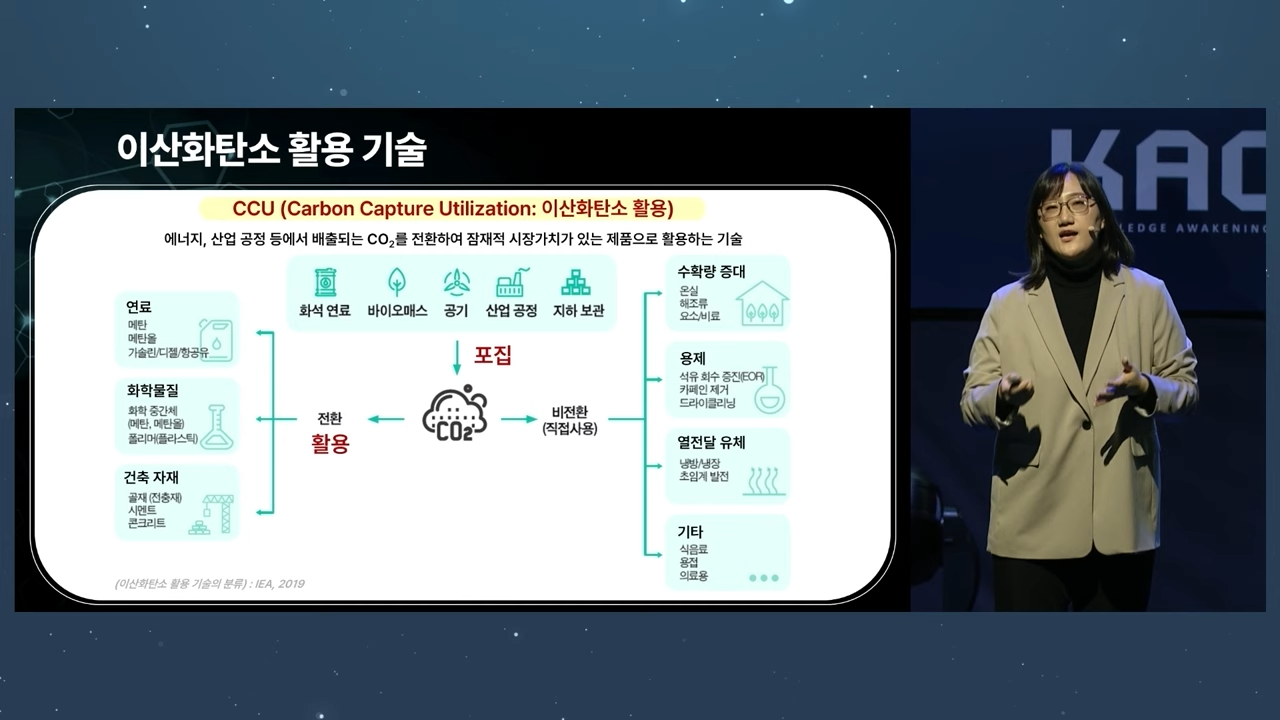 이산화탄소 활용 기술
CCU (Carbon Capture Utilization: 이산화탄소 활용)
에너지, 산업 공정 등에서 배출되는 CO₂를 전환하여 잠재적 시장가치가 있는 제품으로 활용하는 기술
화석 연료
바이오매스
공기
산업 공정
지하 보관
포집
CO₂
전환
활용
비전환
(직접사용)
연료
메탄
메탄올
가솔린/디젤/항공유
화학물질
화학 중간체
(메탄, 메탄올)
폴리머(플라스틱)
건축 자재
골재 (전충재)
시멘트
콘크리트
수확량 증대
온실
해조류
요소/비료
용제
석유 회수 증진(EOR)
카페인 제거
드라이클리닝
열전달 유체
냉방/냉장
초임계 발전
기타
식음료
용접
의료용
(이산화탄소 활용 기술의 분류) : IEA, 2019
KAO
LEDGE AWAKENING